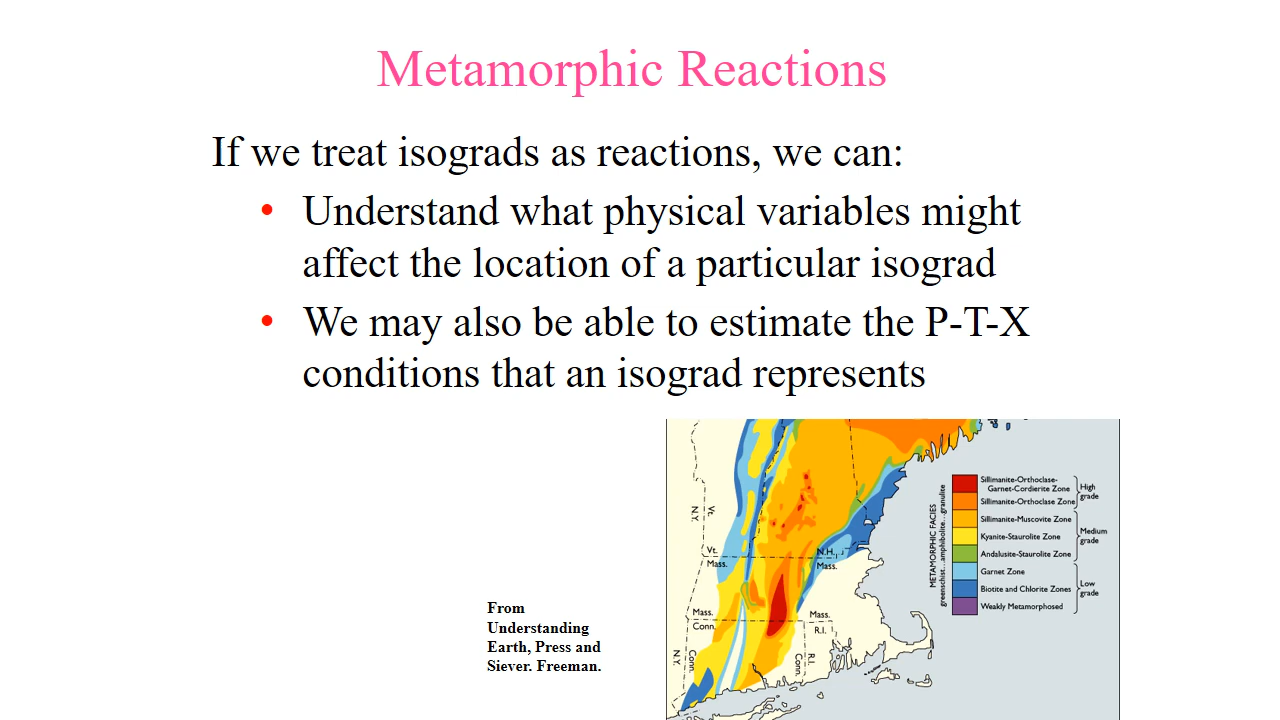 Metamorphic Reactions
If we treat isograds as reactions, we can:
• Understand what physical variables might
affect the location of a particular isograd
• We may also be able to estimate the P-T-X
conditions that an isograd represents
From
Understanding
Earth, Press and
Siever. Freeman.
N.Y.
Vt.
Vt.
Mass.
N.H.
Mass.
Mass.
Conn.
Mass.
R.I.
N.Y.
Conn.
Conn.
R.I.
METAMORPHIC FACIES
greenschist...amphibolite...granulite
Sillimanite-Orthoclase-
Garnet-Cordierite Zone
Sillimanite-Orthoclase Zone
High
grade
Sillimanite-Muscovite Zone
Kyanite-Staurolite Zone
Andalusite-Staurolite Zone
Medium
grade
Garnet Zone
Biotite and Chlorite Zones
Weakly Metamorphosed
Low
grade